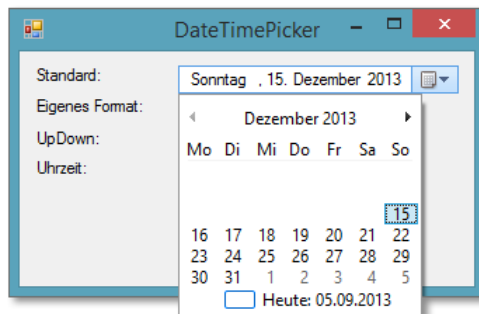 DateTimePicker
Standard:
Sonntag , 15. Dezember 2013
Eigenes Format:
UpDown:
Uhrzeit:
Dezember 2013
Mo Di Mi Do Fr Sa So
15
16 17 18 19 20 21 22
23 24 25 26 27 28 29
30 31 1 2 3 4 5
Heute: 05.09.2013